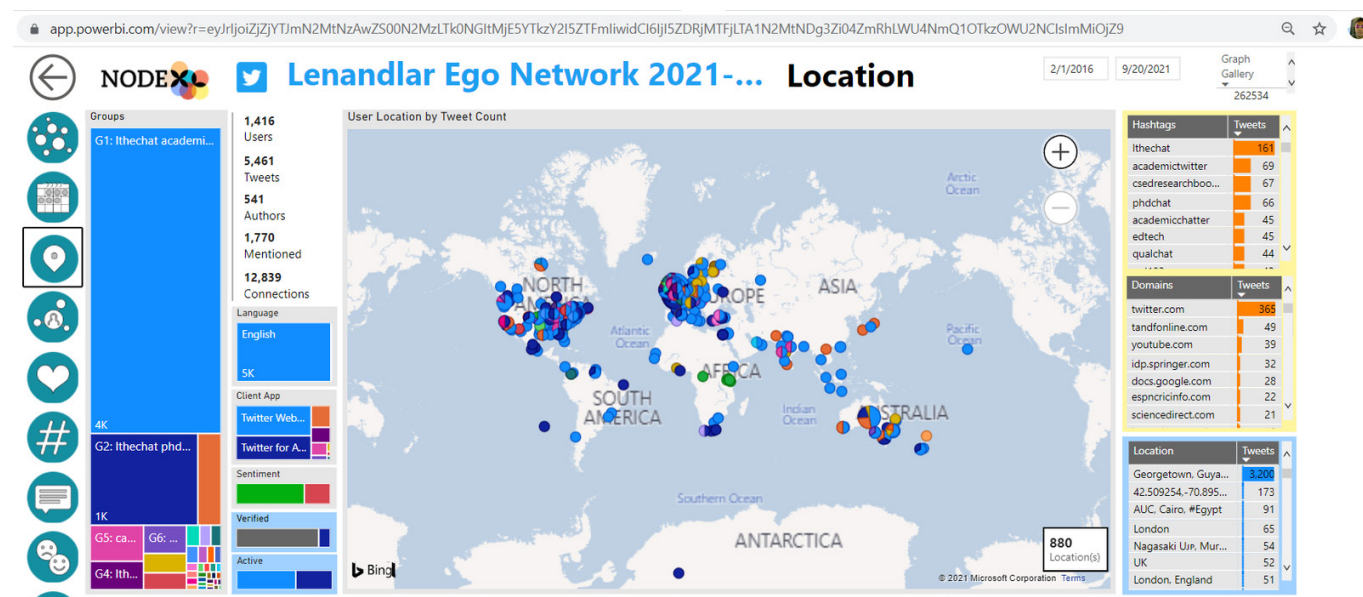 app.powerbi.com/view?r=eyJrIjoiZjZjYTJmN2MtNzAwZS00N2MzLTk0NGItMjE5YTkzY2I5ZTFmIiwidCI6IjI5ZDRjMTFjLTA1N2MtNDg3Zi04ZmRhLWU4NmQ1OTkzOWU2NCIsImMiOjZ9
NODEXL
Lenandlar Ego Network 2021-... Location
2/1/2016
9/20/2021
Graph
Gallery
262534
Groups
G1: lthechat academi...
4K
G2: lthechat phd...
1K
G5: ca...
G6: ...
G4: lth...
1,416
Users
5,461
Tweets
541
Authors
1,770
Mentioned
12,839
Connections
Language
English
5K
Client App
Twitter Web...
Twitter for A...
Sentiment
Verified
Active
User Location by Tweet Count
Arctic
Ocean
NORTH
AMERICA
EUROPE
ASIA
Atlantic
Ocean
Pacific
Ocean
AFRICA
SOUTH
AMERICA
Indian
Ocean
AUSTRALIA
Southern Ocean
ANTARCTICA
880
Location(s)
Bing
© 2021 Microsoft Corporation Terms
Hashtags Tweets
lthechat 161
academictwitter 69
csedresearchboo... 67
phdchat 66
academicchatter 45
edtech 45
qualchat 44
Domains Tweets
twitter.com 365
tandfonline.com 49
youtube.com 39
idp.springer.com 32
docs.google.com 28
espncricinfo.com 22
sciencedirect.com 21
Location Tweets
Georgetown, Guya... 3,200
42.509254,-70.895... 173
AUC, Cairo, #Egypt 91
London 65
Nagasaki UJP, Mur... 54
UK 52
London, England 51